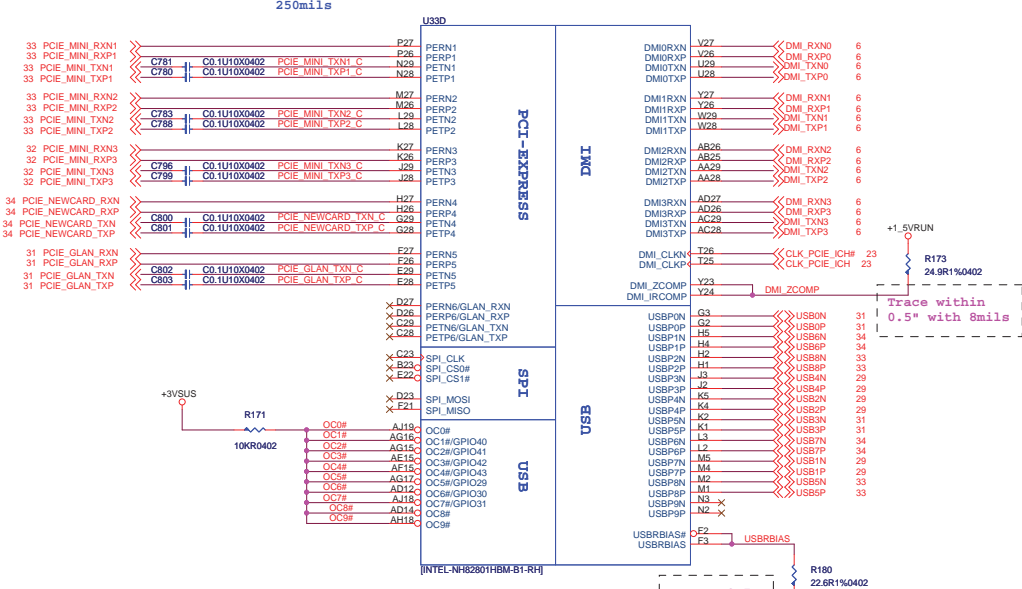 250mils
U33D
33 PCIE_MINI_RXN1 P27 PERN1 DMI0RXN V27 DMI_RXN0 6
33 PCIE_MINI_RXP1 P26 PERP1 DMI0RXP V26 DMI_RXP0 6
33 PCIE_MINI_TXN1 C781 C0.1U10X0402 PCIE_MINI_TXN1_C N29 PETN1 DMI0TXN U29 DMI_TXN0 6
33 PCIE_MINI_TXP1 C780 C0.1U10X0402 PCIE_MINI_TXP1_C N28 PETP1 DMI0TXP U28 DMI_TXP0 6
33 PCIE_MINI_RXN2 M27 PERN2 DMI1RXN Y27 DMI_RXN1 6
33 PCIE_MINI_RXP2 M26 PERP2 DMI1RXP Y26 DMI_RXP1 6
33 PCIE_MINI_TXN2 C783 C0.1U10X0402 PCIE_MINI_TXN2_C L29 PETN2 DMI1TXN W29 DMI_TXN1 6
33 PCIE_MINI_TXP2 C788 C0.1U10X0402 PCIE_MINI_TXP2_C L28 PETP2 DMI1TXP W28 DMI_TXP1 6
PCI-EXPRESS
DMI
32 PCIE_MINI_RXN3 K27 PERN3 DMI2RXN AB26 DMI_RXN2 6
32 PCIE_MINI_RXP3 K26 PERP3 DMI2RXP AB25 DMI_RXP2 6
32 PCIE_MINI_TXN3 C796 C0.1U10X0402 PCIE_MINI_TXN3_C J29 PETN3 DMI2TXN AA29 DMI_TXN2 6
32 PCIE_MINI_TXP3 C799 C0.1U10X0402 PCIE_MINI_TXP3_C J28 PETP3 DMI2TXP AA28 DMI_TXP2 6
34 PCIE_NEWCARD_RXN H27 PERN4 DMI3RXN AD27 DMI_RXN3 6
34 PCIE_NEWCARD_RXP H26 PERP4 DMI3RXP AD26 DMI_RXP3 6
34 PCIE_NEWCARD_TXN C800 C0.1U10X0402 PCIE_NEWCARD_TXN_C G29 PETN4 DMI3TXN AC29 DMI_TXN3 6
34 PCIE_NEWCARD_TXP C801 C0.1U10X0402 PCIE_NEWCARD_TXP_C G28 PETP4 DMI3TXP AC28 DMI_TXP3 6
+1_5VRUN
31 PCIE_GLAN_RXN F27 PERN5 DMI_CLKN T26 CLK_PCIE_ICH# 23
31 PCIE_GLAN_RXP F26 PERP5 DMI_CLKP T25 CLK_PCIE_ICH 23
R173
24.9R1%0402
31 PCIE_GLAN_TXN C802 C0.1U10X0402 PCIE_GLAN_TXN_C E29 PETN5
31 PCIE_GLAN_TXP C803 C0.1U10X0402 PCIE_GLAN_TXP_C E28 PETP5
DMI_ZCOMP Y23
DMI_IRCOMP Y24 DMI_ZCOMP
Trace within
0.5" with 8mils
D27 PERN6/GLAN_RXN
D26 PERP6/GLAN_RXP
C29 PETN6/GLAN_TXN
C28 PETP6/GLAN_TXP
C23 SPI_CLK
B23 SPI_CS0#
E22 SPI_CS1#
D23 SPI_MOSI
F21 SPI_MISO
SPI
USBP0N G3 USB0N 31
USBP0P G2 USB0P 31
USBP1N H5 USB6N 34
USBP1P H4 USB6P 34
USBP2N H2 USB8N 33
USBP2P H1 USB8P 33
USBP3N J3 USB4N 29
USBP3P J2 USB4P 29
USBP4N K5 USB2N 29
USBP4P K4 USB2P 29
USBP5N K2 USB3N 31
USBP5P K1 USB3P 31
USBP6N L3 USB7N 34
USBP6P L2 USB7P 34
USBP7N M5 USB1N 29
USBP7P M4 USB1P 29
USBP8N M2 USB5N 33
USBP8P M1 USB5P 33
USBP9N N3
USBP9P N2
USB
+3VSUS
R171
10KR0402
OC0# AJ19 OC0#
OC1# AG16 OC1#/GPIO40
OC2# AG15 OC2#/GPIO41
OC3# AE15 OC3#/GPIO42
OC4# AF15 OC4#/GPIO43
OC5# AG17 OC5#/GPIO29
OC6# AD12 OC6#/GPIO30
OC7# AJ18 OC7#/GPIO31
OC8# AD14 OC8#
OC9# AH18 OC9#
USB
USBRBIAS# F2
USBRBIAS F3 USBRBIAS
[INTEL-NH82801HBM-B1-RH]
R180
22.6R1%0402